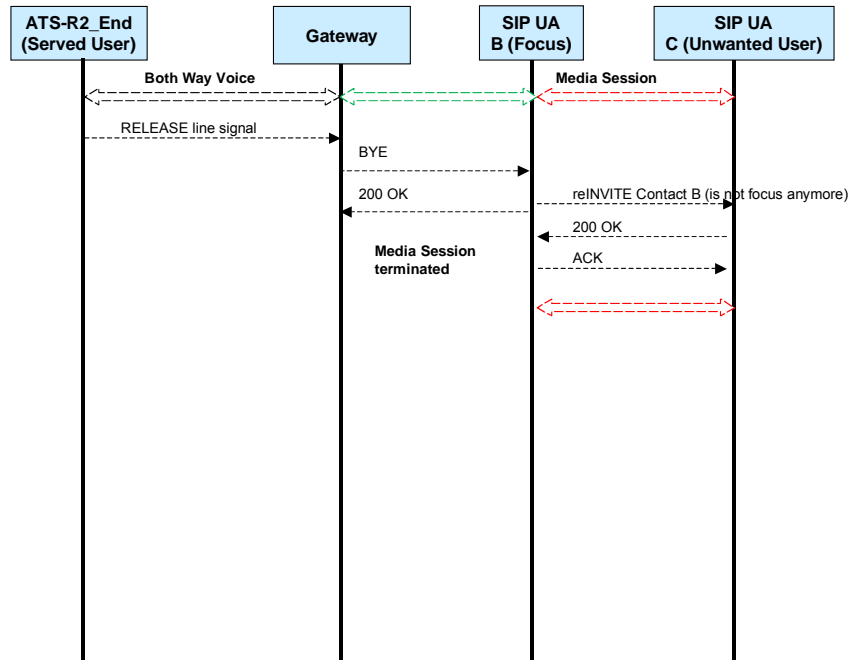 ATS-R2_End
(Served User)
Gateway
SIP UA
B (Focus)
SIP UA
C (Unwanted User)
Both Way Voice
Media Session
RELEASE line signal
BYE
200 OK
reINVITE Contact B (is not focus anymore)
200 OK
Media Session
terminated
ACK